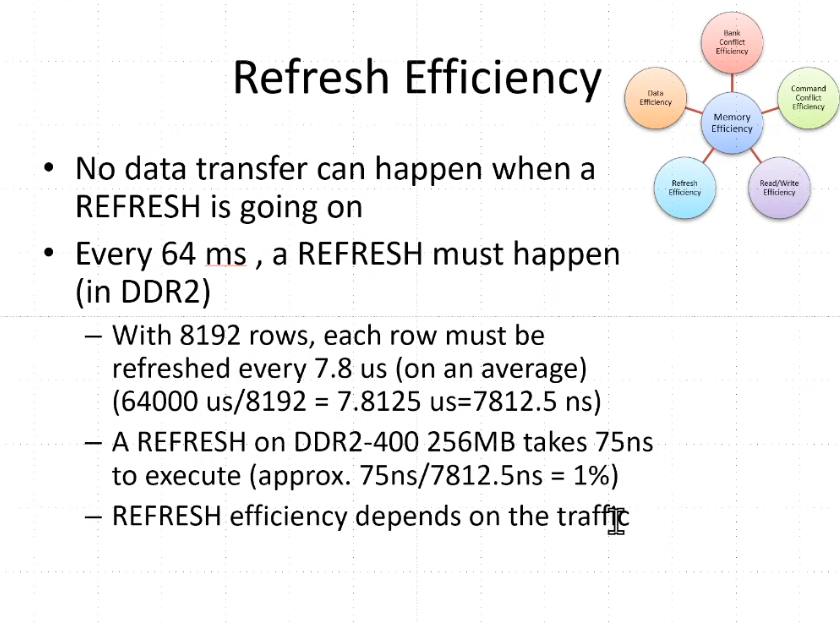 Refresh Efficiency
• No data transfer can happen when a
REFRESH is going on
• Every 64 ms , a REFRESH must happen
(in DDR2)
– With 8192 rows, each row must be
refreshed every 7.8 us (on an average)
(64000 us/8192 = 7.8125 us=7812.5 ns)
– A REFRESH on DDR2-400 256MB takes 75ns
to execute (approx. 75ns/7812.5ns = 1%)
– REFRESH efficiency depends on the traffic
Bank
Conflict
Efficiency
Data
Efficiency
Command
Conflict
Efficiency
Memory
Efficiency
Refresh
Efficiency
Read/Write
Efficiency